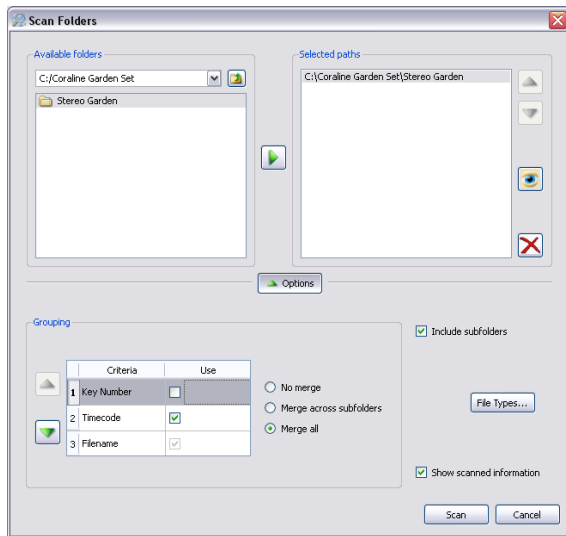 Scan Folders
Available folders
Selected paths
C:/Coraline Garden Set
C:\Coraline Garden Set\Stereo Garden
Stereo Garden
Options
Grouping
Include subfolders
Criteria Use
1 Key Number
No merge
File Types...
2 Timecode
Merge across subfolders
3 Filename
Merge all
Show scanned information
Scan Cancel